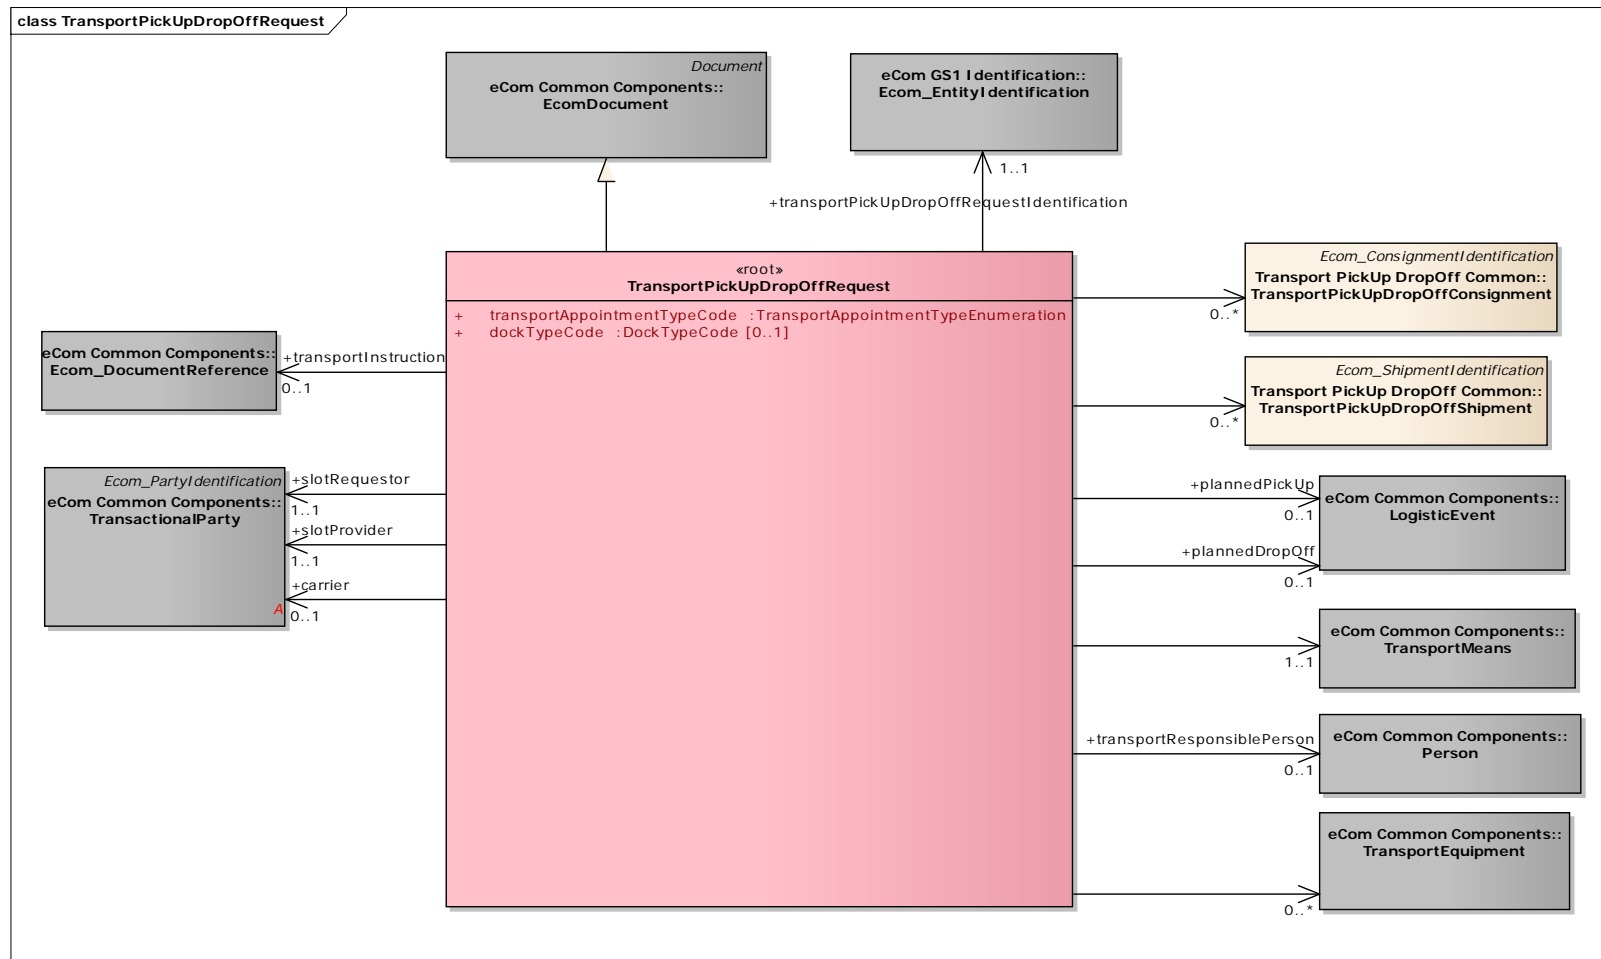 class TransportPickUpDropOffRequest
Document
eCom Common Components::
EcomDocument
eCom GS1 Identification::
Ecom_EntityIdentification
1..1
+transportPickUpDropOffRequestIdentification
«root»
TransportPickUpDropOffRequest
+ transportAppointmentTypeCode :TransportAppointmentTypeEnumeration
+ dockTypeCode :DockTypeCode [0..1]
eCom Common Components::
Ecom_DocumentReference
+transportInstruction
0..1
Ecom_PartyIdentification
eCom Common Components::
TransactionalParty
A
+slotRequestor
1..1
+slotProvider
1..1
+carrier
0..1
Ecom_ConsignmentIdentification
Transport PickUp DropOff Common::
TransportPickUpDropOffConsignment
0..*
Ecom_ShipmentIdentification
Transport PickUp DropOff Common::
TransportPickUpDropOffShipment
0..*
+plannedPickUp
0..1
eCom Common Components::
LogisticEvent
+plannedDropOff
0..1
eCom Common Components::
TransportMeans
1..1
+transportResponsiblePerson
0..1
eCom Common Components::
Person
eCom Common Components::
TransportEquipment
0..*